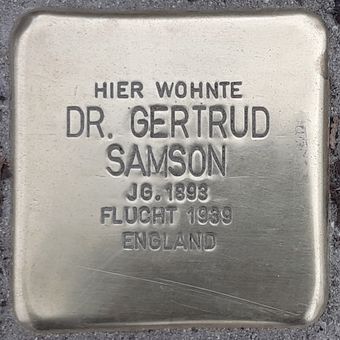 HIER WOHNTE
DR. GERTRUD
SAMSON
JG. 1893
FLUCHT 1939
ENGLAND